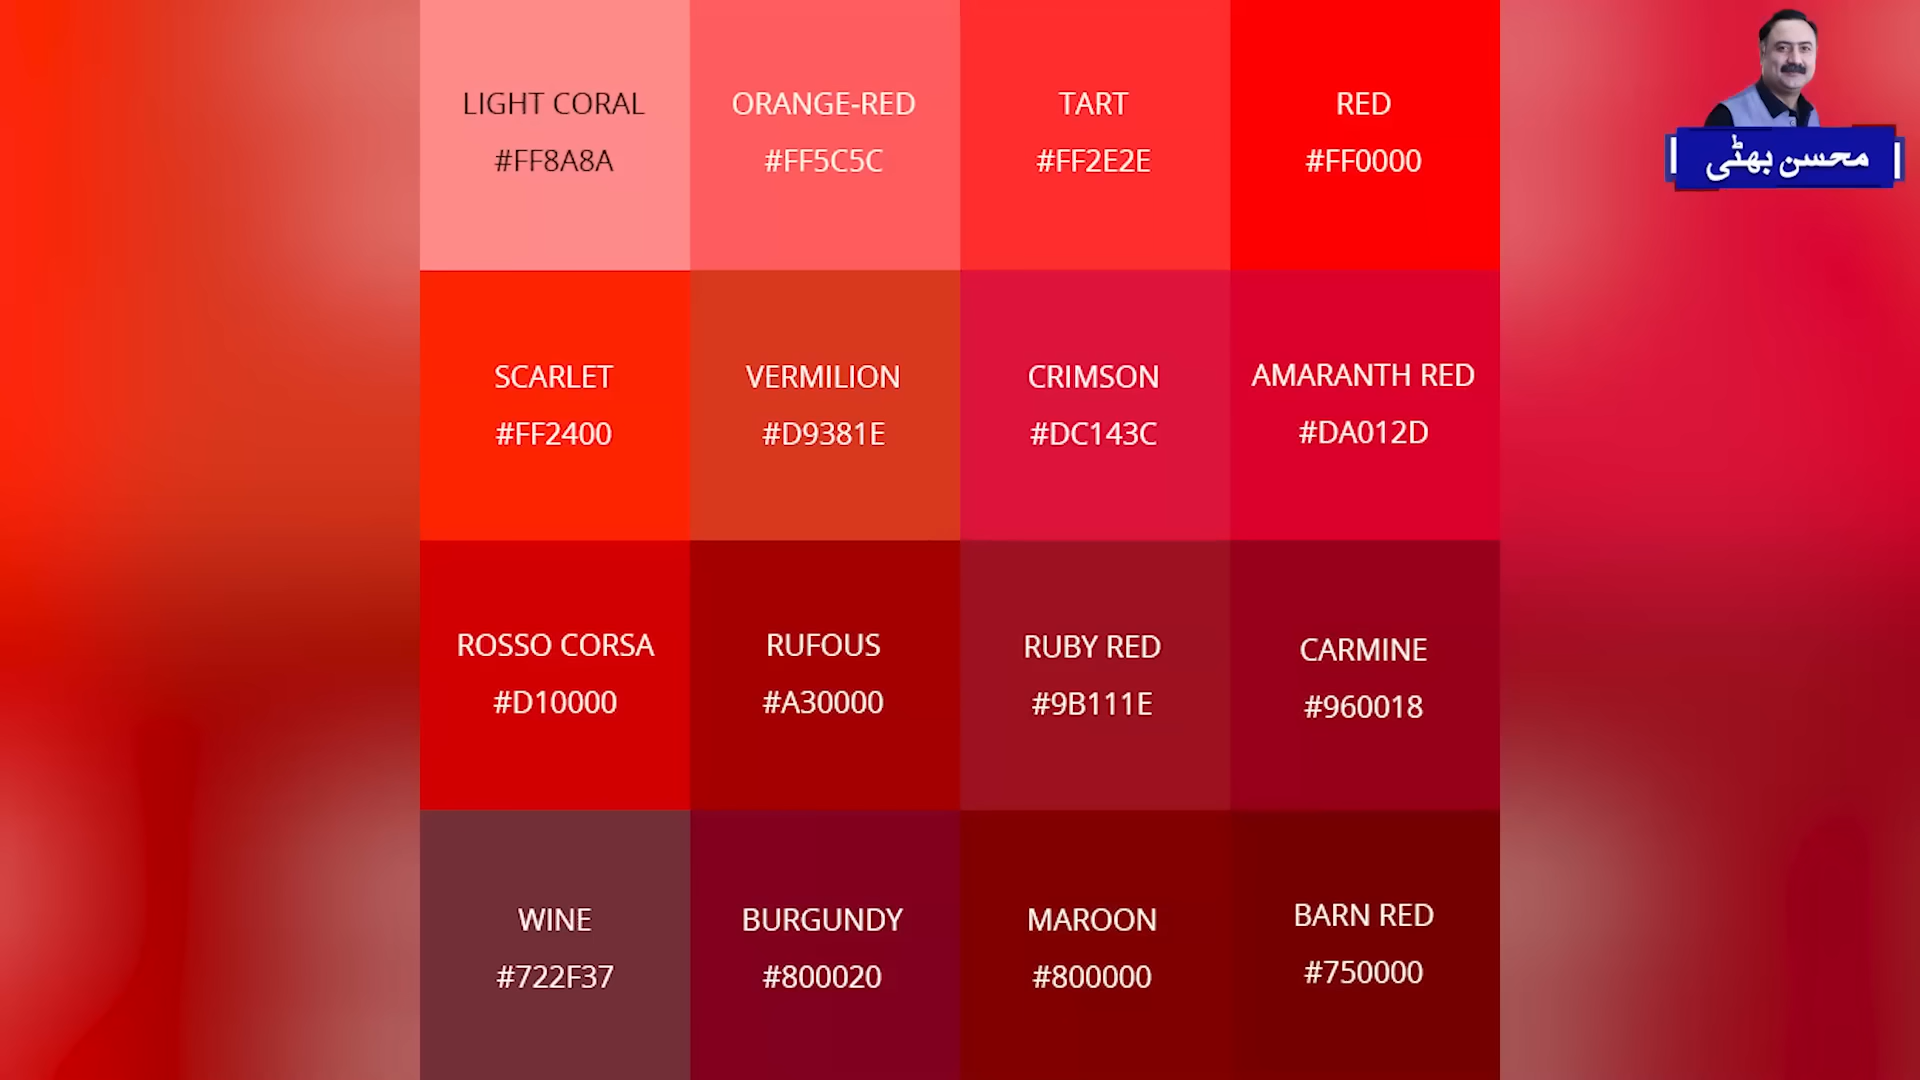 LIGHT CORAL
#FF8A8A
ORANGE-RED
#FF5C5C
TART
#FF2E2E
RED
#FF0000
SCARLET
#FF2400
VERMILION
#D9381E
CRIMSON
#DC143C
AMARANTH RED
#DA012D
ROSSO CORSA
#D10000
RUFOUS
#A30000
RUBY RED
#9B111E
CARMINE
#960018
WINE
#722F37
BURGUNDY
#800020
MAROON
#800000
BARN RED
#750000
محسن بھٹی